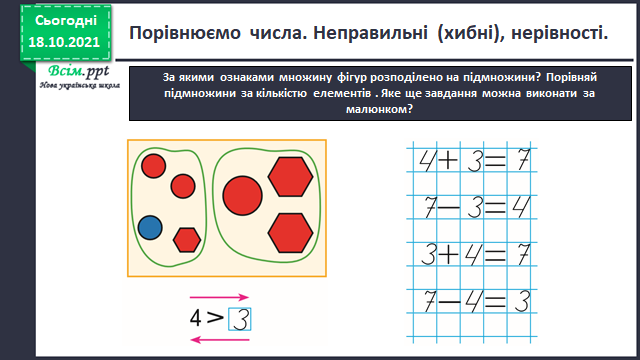 Сьогодні
18.10.2021
Порівнюємо числа. Неправильні (хибні), нерівності.
Всім.ppt
Нова українська школа
За якими ознаками множину фігур розподілено на підмножини? Порівняй
підмножини за кількістю елементів . Яке ще завдання можна виконати за
малюнком?
4 > 3
4 + 3 = 7
7 − 3 = 4
3 + 4 = 7
7 − 4 = 3